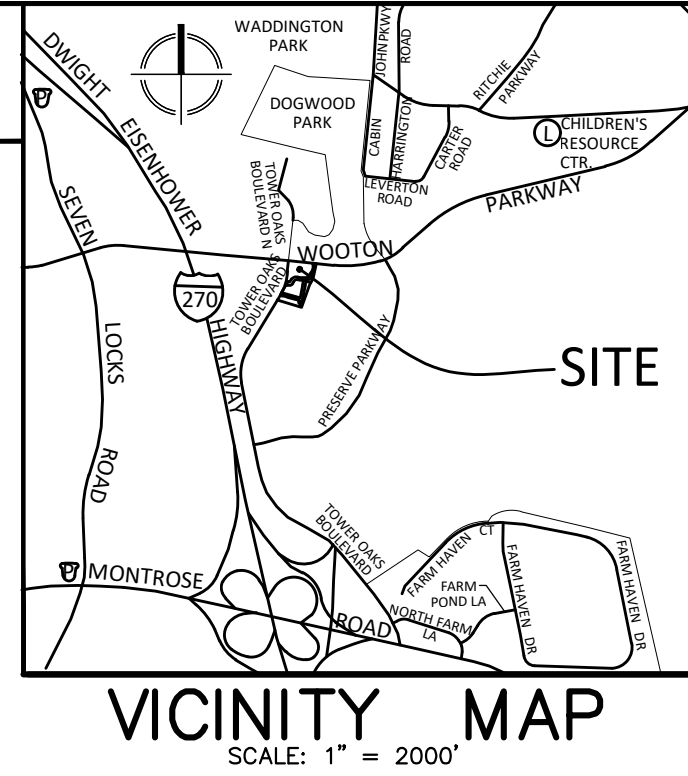 WADDINGTON
PARK
DOGWOOD
PARK
JOHN PKWY
CABIN
ROAD
HARRINGTON
RITCHIE
PARKWAY
CARTER
ROAD
LEVERTON
ROAD
L
CHILDREN'S
RESOURCE
CTR.
DWIGHT
EISENHOWER
HIGHWAY
270
SEVEN
LOCKS
ROAD
TOWER OAKS
BOULEVARD N
WOOTON
PARKWAY
TOWER OAKS
BOULEVARD
PRESERVE PARKWAY
SITE
TOWER OAKS
BOULEVARD
MONTROSE
ROAD
FARM HAVEN CT
FARM
POND LA
NORTH FARM
LA
FARM HAVEN DR
FARM HAVEN DR
VICINITY MAP
SCALE: 1" = 2000'